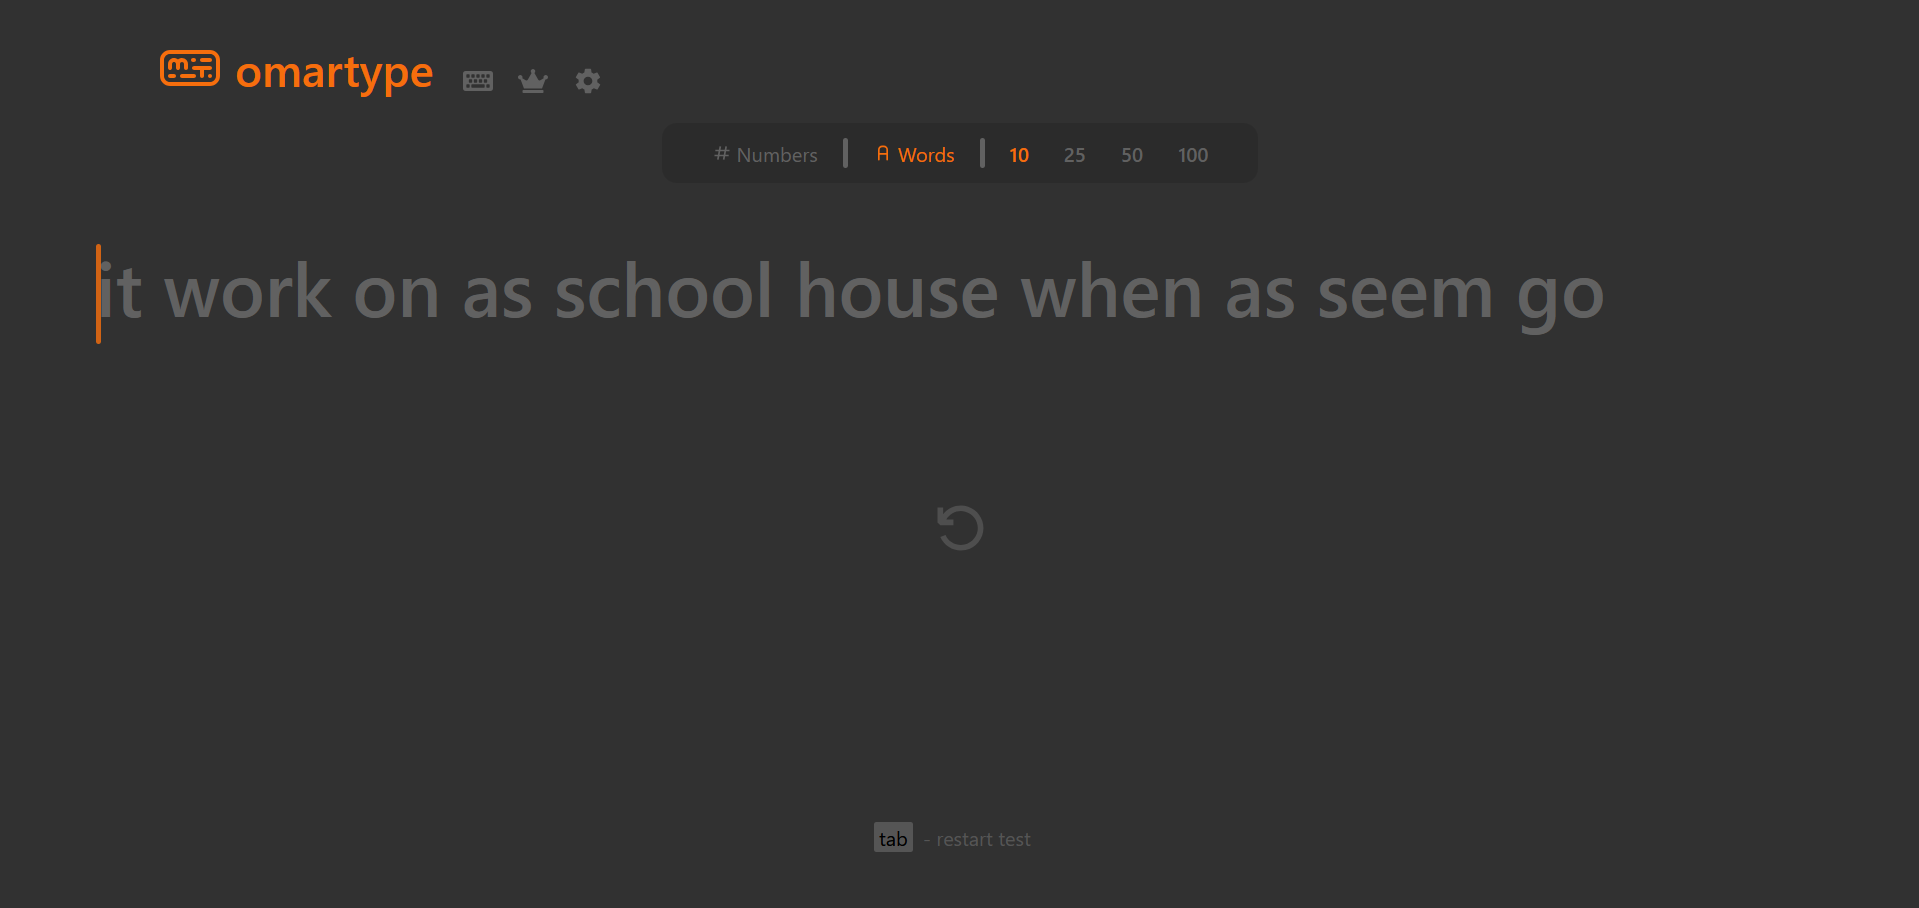 omartype
# Numbers A Words 10 25 50 100
it work on as school house when as seem go
tab - restart test